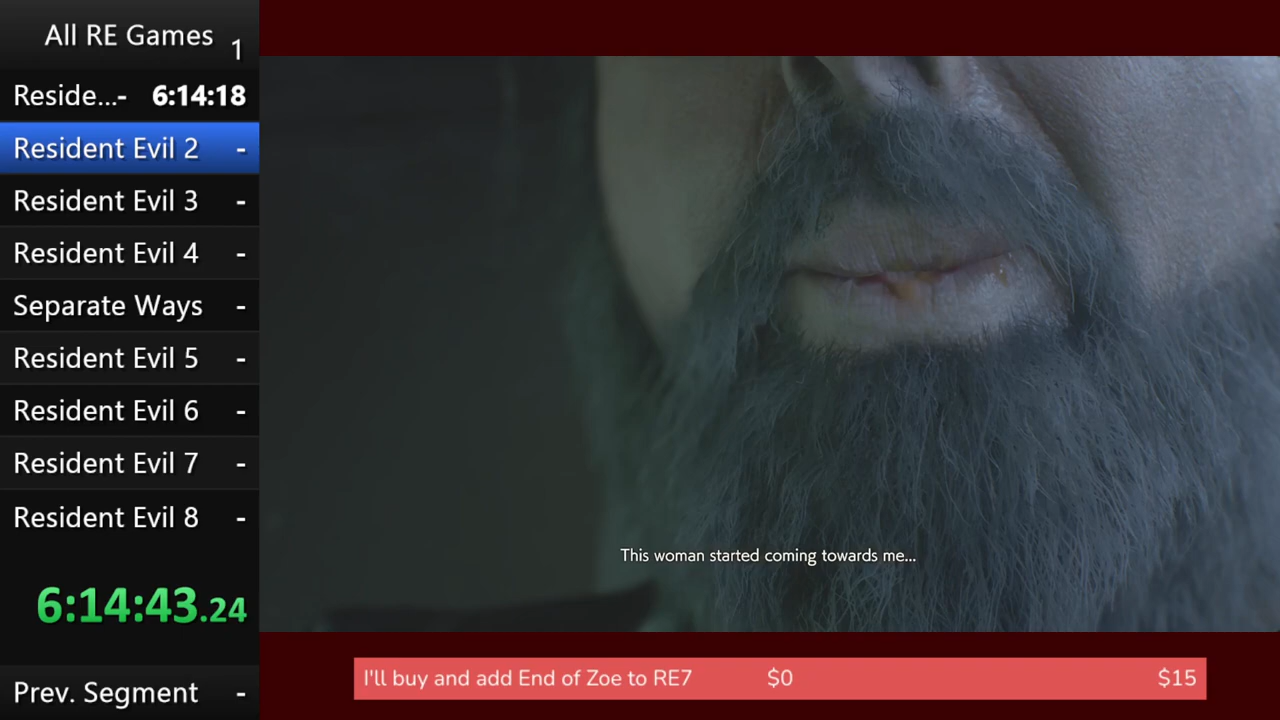 All RE Games
1
Reside...- 6:14:18
Resident Evil 2 -
Resident Evil 3 -
Resident Evil 4 -
Separate Ways -
Resident Evil 5 -
Resident Evil 6 -
Resident Evil 7 -
Resident Evil 8 -
6:14:43.24
Prev. Segment -
This woman started coming towards me...
I'll buy and add End of Zoe to RE7 $0 $15